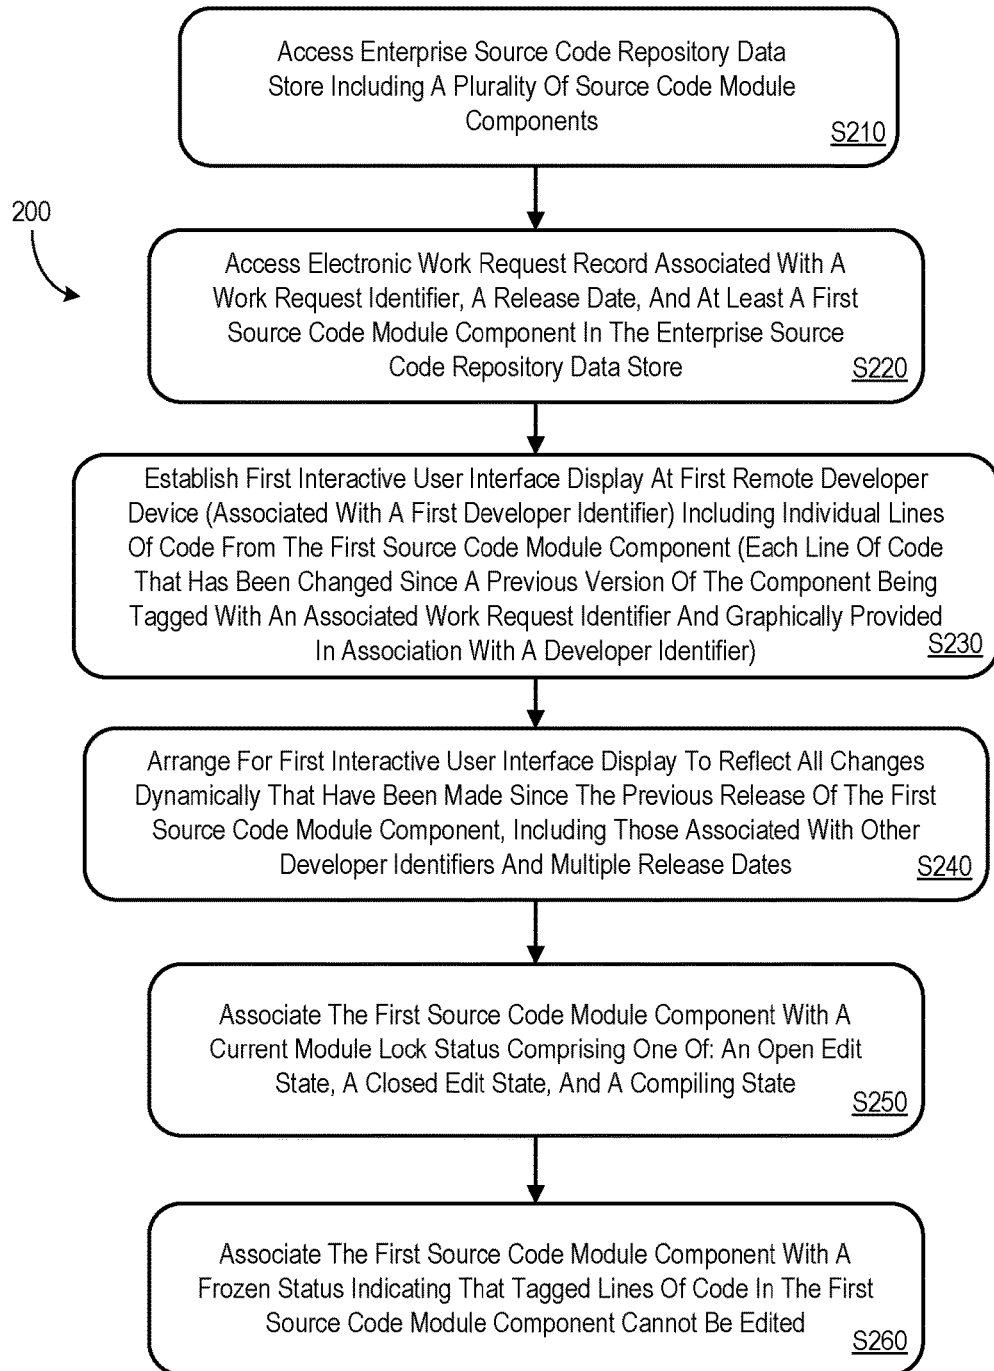 Access Enterprise Source Code Repository Data
Store Including A Plurality Of Source Code Module
Components
S210
200
Access Electronic Work Request Record Associated With A
Work Request Identifier, A Release Date, And At Least A First
Source Code Module Component In The Enterprise Source
Code Repository Data Store
S220
Establish First Interactive User Interface Display At First Remote Developer
Device (Associated With A First Developer Identifier) Including Individual Lines
Of Code From The First Source Code Module Component (Each Line Of Code
That Has Been Changed Since A Previous Version Of The Component Being
Tagged With An Associated Work Request Identifier And Graphically Provided
In Association With A Developer Identifier)
S230
Arrange For First Interactive User Interface Display To Reflect All Changes
Dynamically That Have Been Made Since The Previous Release Of The First
Source Code Module Component, Including Those Associated With Other
Developer Identifiers And Multiple Release Dates
S240
Associate The First Source Code Module Component With A
Current Module Lock Status Comprising One Of: An Open Edit
State, A Closed Edit State, And A Compiling State
S250
Associate The First Source Code Module Component With A
Frozen Status Indicating That Tagged Lines Of Code In The First
Source Code Module Component Cannot Be Edited
S260